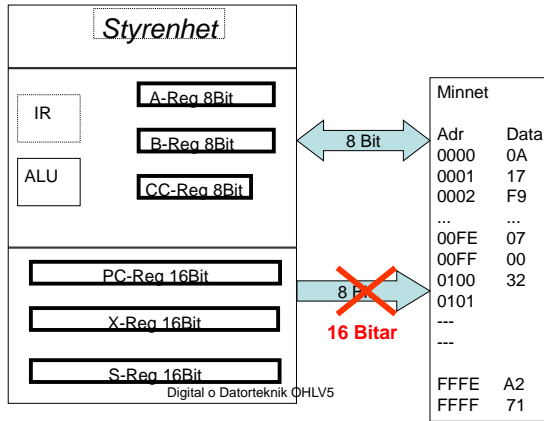 Styrenhet
IR
ALU
A-Reg 8Bit
B-Reg 8Bit
CC-Reg 8Bit
PC-Reg 16Bit
X-Reg 16Bit
S-Reg 16Bit
Digital o Datorteknik OHLV5
8 Bit
8 Bit
16 Bitar
Minnet
Adr Data
0000 0A
0001 17
0002 F9
... ...
00FE 07
00FF 00
0100 32
0101
---
---
FFFE A2
FFFF 71